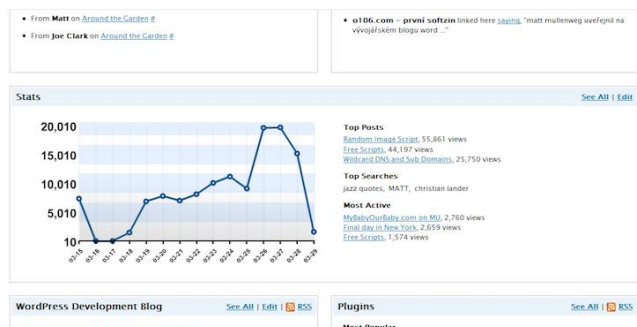 From Matt on Around the Garden #
From Joe Clark on Around the Garden #
o106.com – první softzin linked here saying, "matt mullenweg uveřejnil na
vývojářském blogu word ..."
Stats
See All | Edit
20,010
15,010
10,010
5,010
10
03-15 03-16 03-17 03-18 03-19 03-20 03-21 03-22 03-23 03-24 03-25 03-26 03-27 03-28 03-29
Top Posts
Random Image Script, 55,861 views
Free Scripts, 44,197 views
Wildcard DNS and Sub Domains, 25,750 views
Top Searches
jazz quotes, MATT, christian lander
Most Active
MyBabyOurBaby.com on MU, 2,760 views
Final day in New York, 2,659 views
Free Scripts, 1,574 views
WordPress Development Blog
See All | Edit | RSS
Plugins
See All | RSS
Most Popular